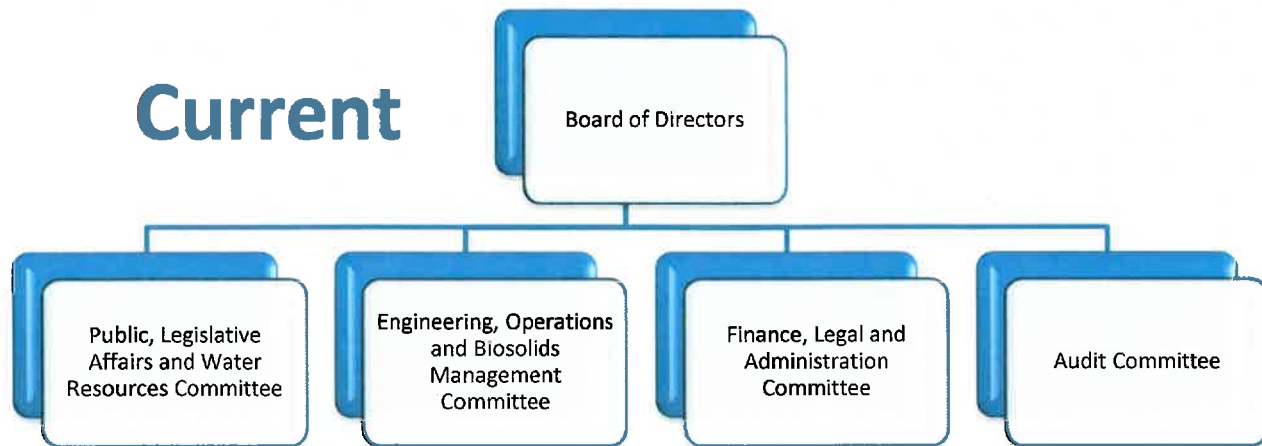 Current
Board of Directors
Public, Legislative
Affairs and Water
Resources Committee
Engineering, Operations
and Biosolids
Management
Committee
Finance, Legal and
Administration
Committee
Audit Committee